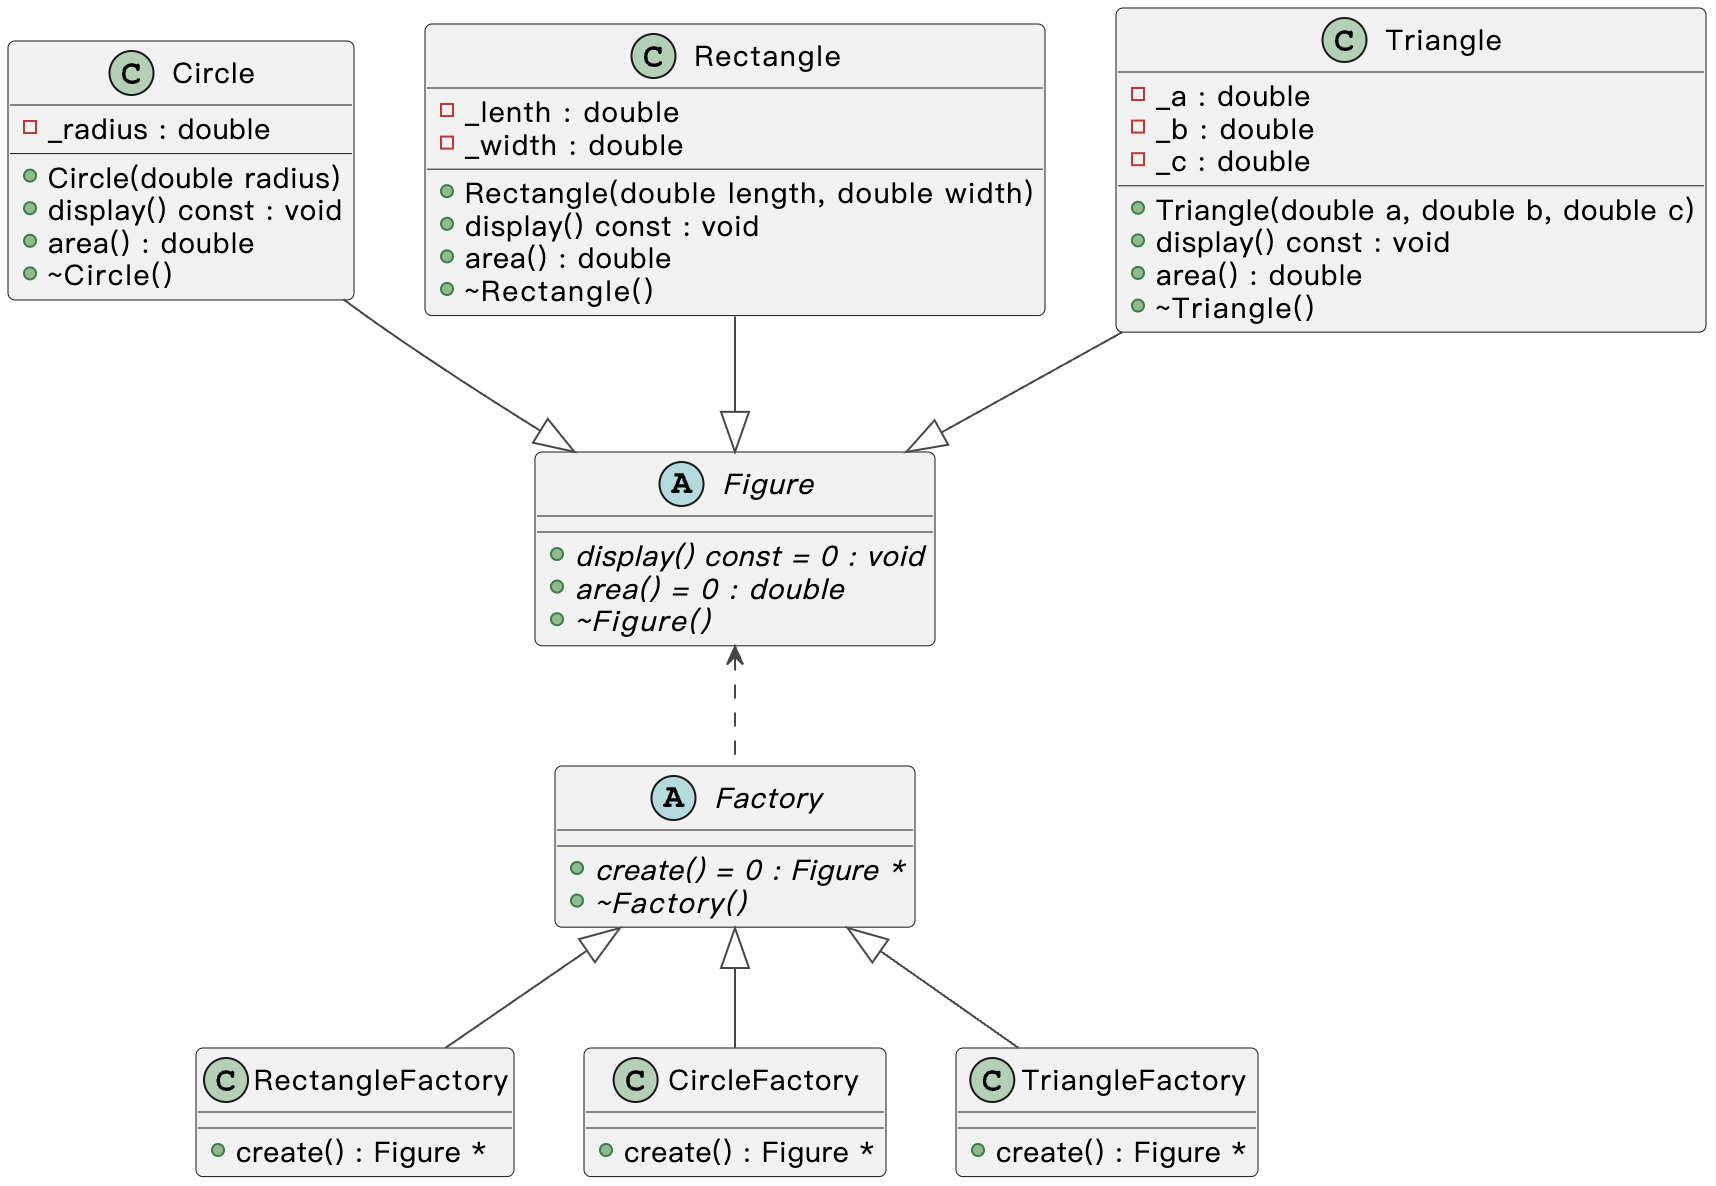 C Circle
_radius : double
Circle(double radius)
display() const : void
area() : double
~Circle()
C Rectangle
_lenth : double
_width : double
Rectangle(double length, double width)
display() const : void
area() : double
~Rectangle()
C Triangle
_a : double
_b : double
_c : double
Triangle(double a, double b, double c)
display() const : void
area() : double
~Triangle()
A Figure
display() const = 0 : void
area() = 0 : double
~Figure()
A Factory
create() = 0 : Figure *
~Factory()
C RectangleFactory
create() : Figure *
C CircleFactory
create() : Figure *
C TriangleFactory
create() : Figure *